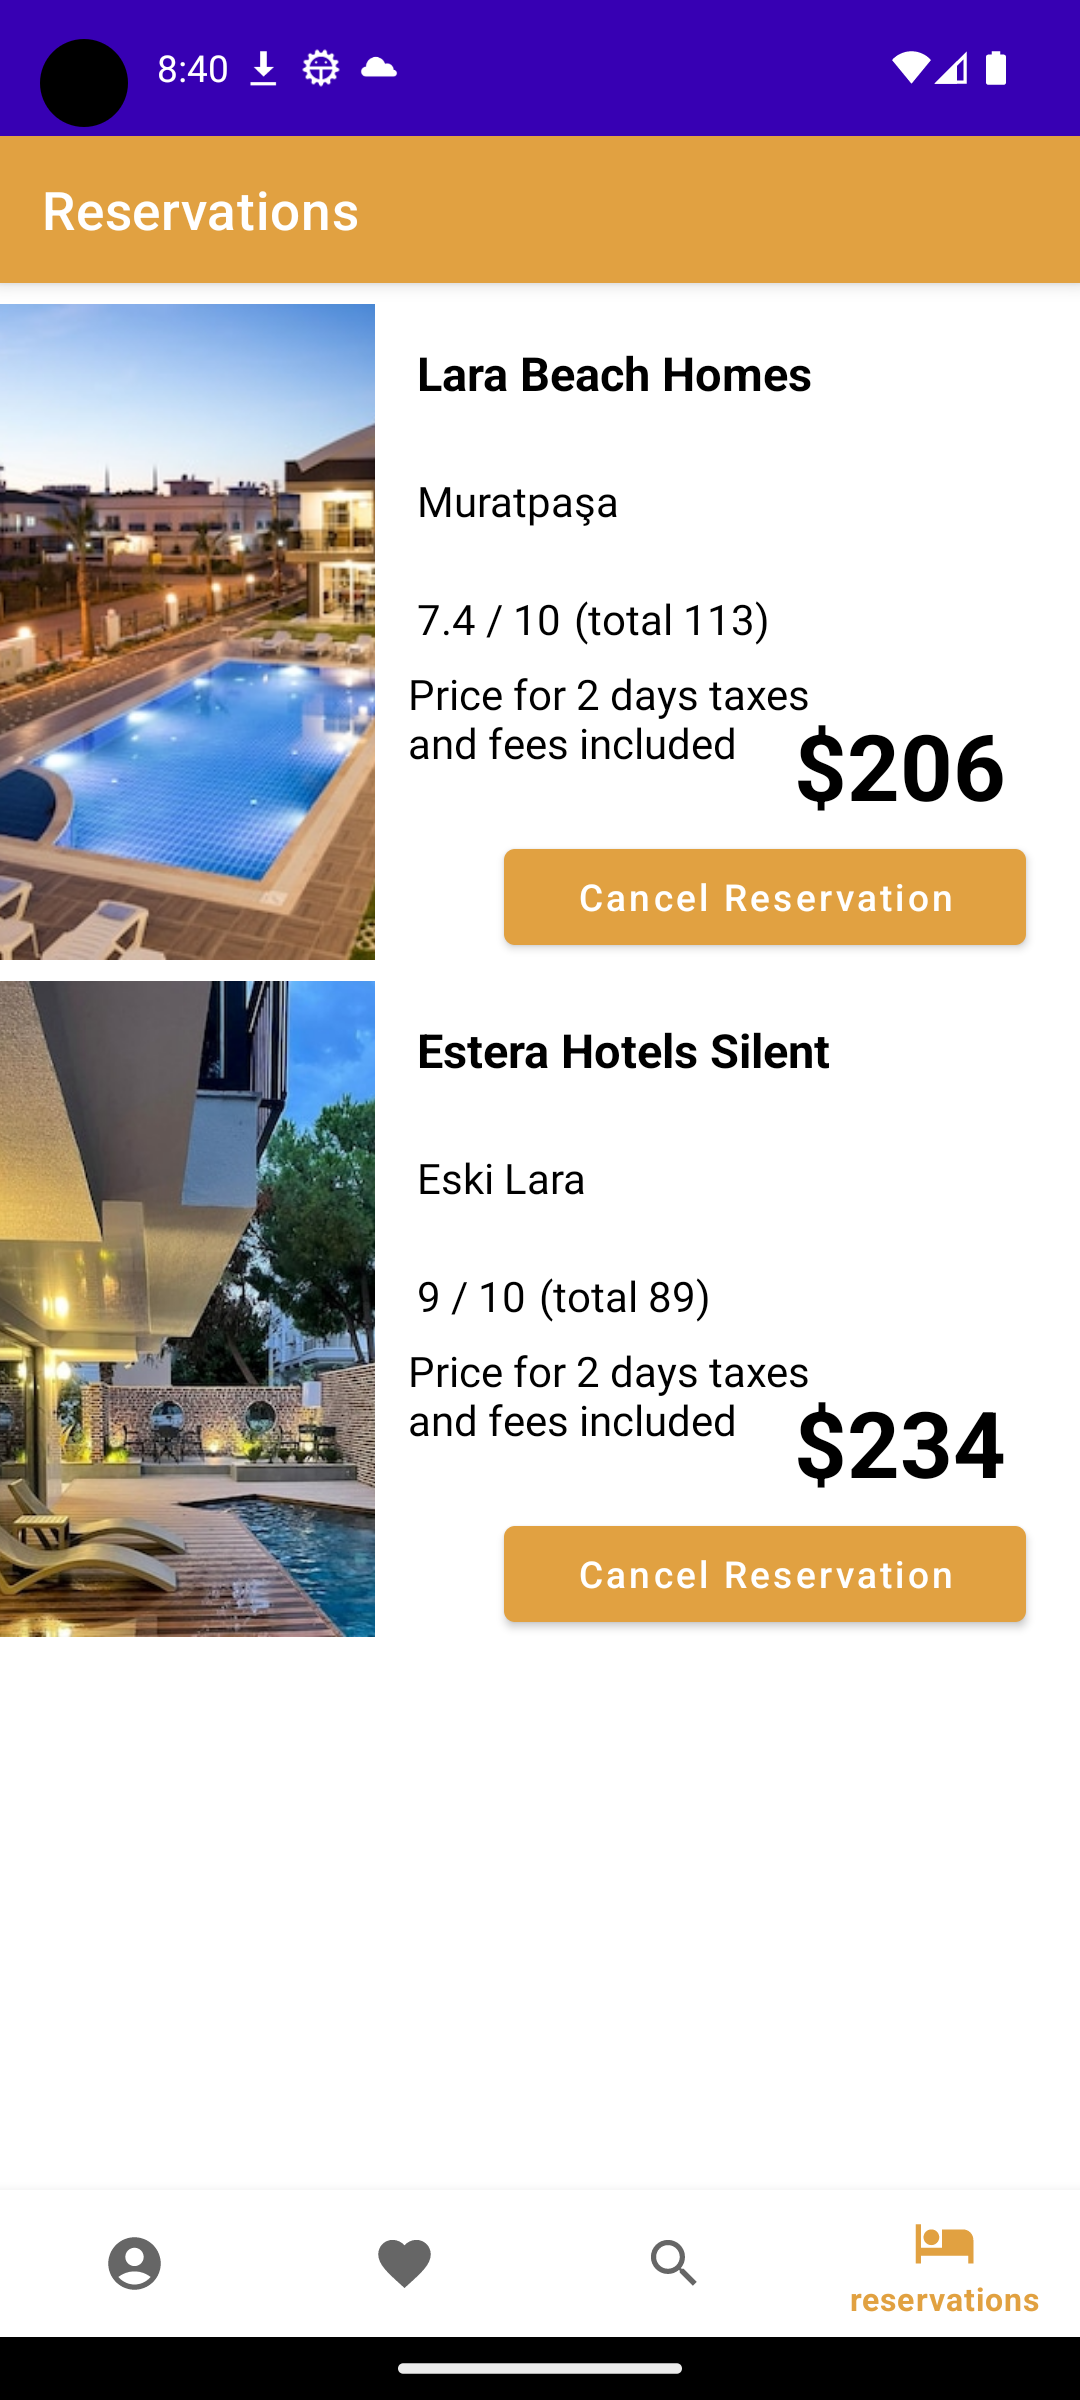 8:40
Reservations
Lara Beach Homes
Muratpaşa
7.4 / 10 (total 113)
Price for 2 days taxes
and fees included
$206
Cancel Reservation
Estera Hotels Silent
Eski Lara
9 / 10 (total 89)
Price for 2 days taxes
and fees included
$234
Cancel Reservation
reservations